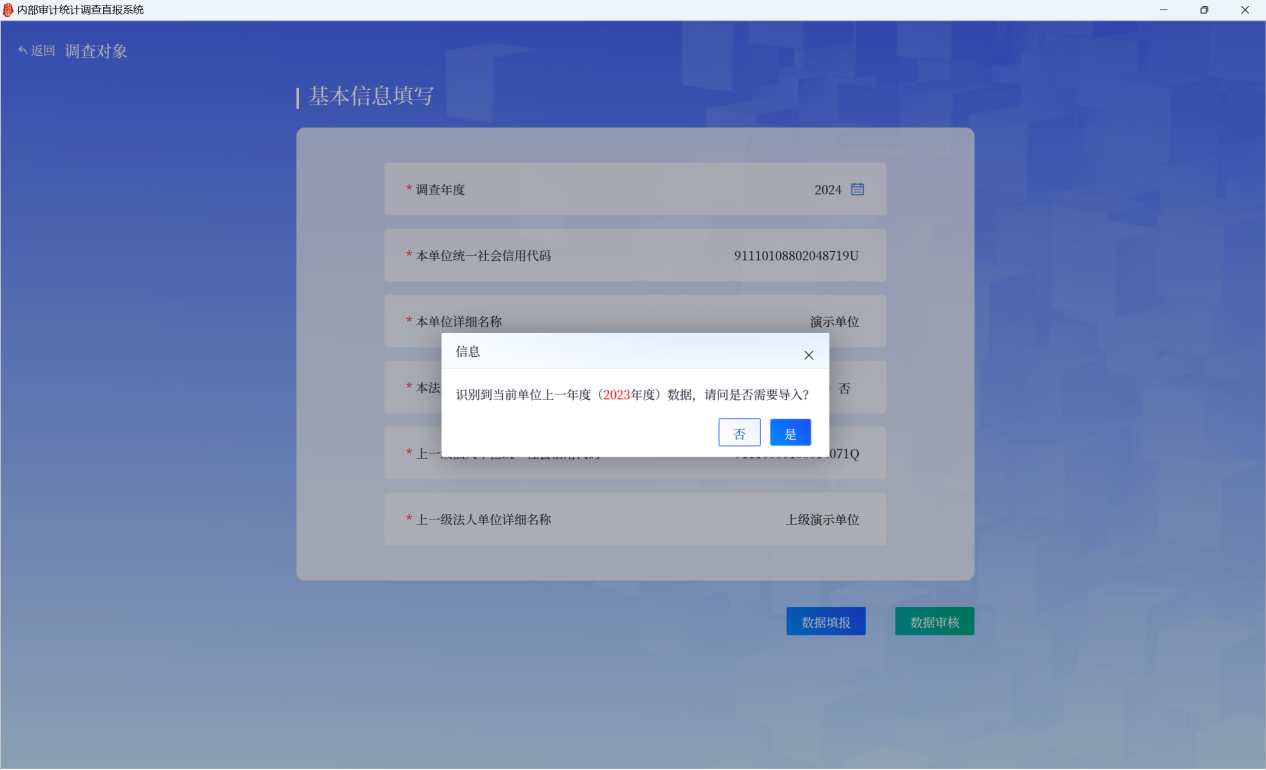 内部审计统计调查直报系统
返回 调查对象
基本信息填写
* 调查年度 2024
* 本单位统一社会信用代码 91110108802048719U
* 本单位详细名称 演示单位
信息
* 本法 否
识别到当前单位上一年度（2023年度）数据，请问是否需要导入？
否 是
* 上一 071Q
* 上一级法人单位详细名称 上级演示单位
数据填报 数据审核